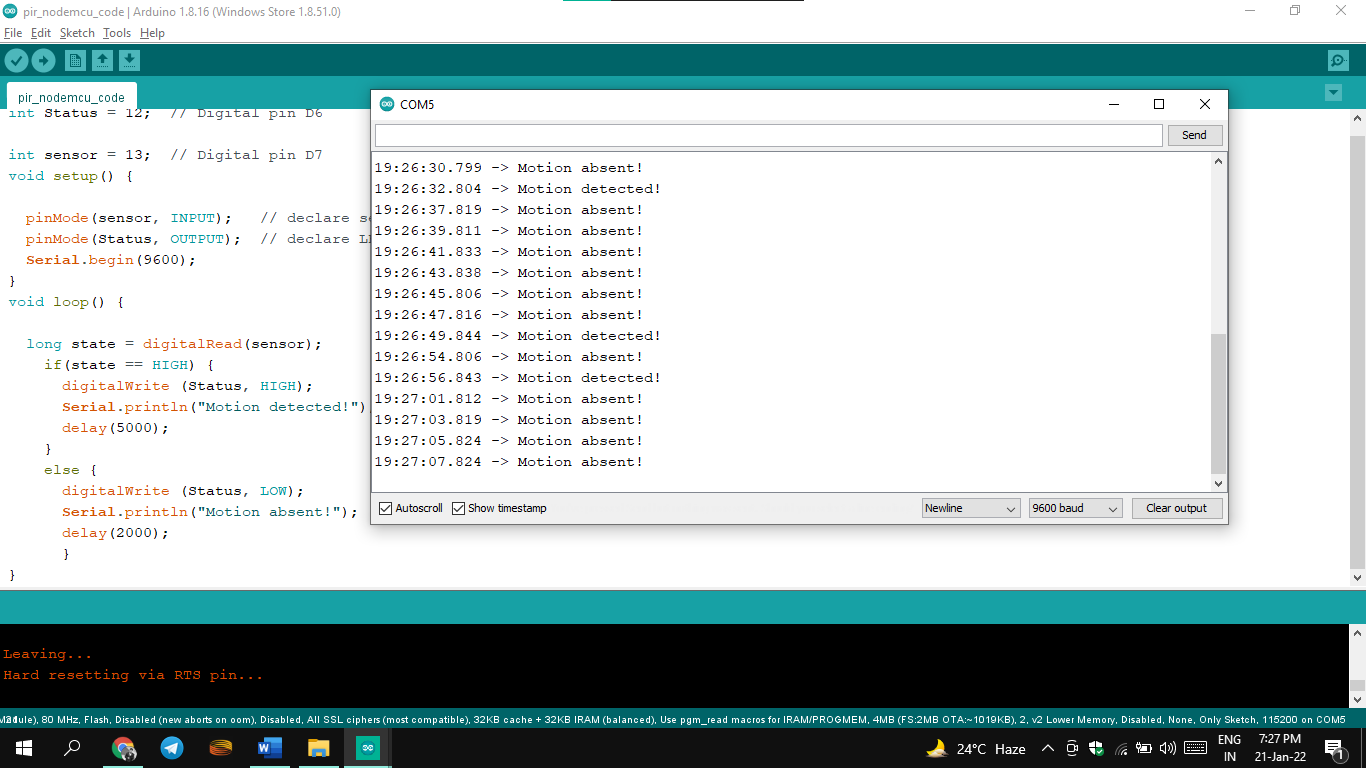 pir_nodemcu_code | Arduino 1.8.16 (Windows Store 1.8.51.0)
File Edit Sketch Tools Help
pir_nodemcu_code
int Status = 12;  // Digital pin D6
int sensor = 13;  // Digital pin D7
void setup() {
pinMode(sensor, INPUT);   // declare s
pinMode(Status, OUTPUT);  // declare L
Serial.begin(9600);
}
void loop() {
long state = digitalRead(sensor);
if(state == HIGH) {
digitalWrite (Status, HIGH);
Serial.println("Motion detected!")
delay(5000);
}
else {
digitalWrite (Status, LOW);
Serial.println("Motion absent!");
delay(2000);
}
}
COM5
Send
19:26:30.799 -> Motion absent!
19:26:32.804 -> Motion detected!
19:26:37.819 -> Motion absent!
19:26:39.811 -> Motion absent!
19:26:41.833 -> Motion absent!
19:26:43.838 -> Motion absent!
19:26:45.806 -> Motion absent!
19:26:47.816 -> Motion absent!
19:26:49.844 -> Motion detected!
19:26:54.806 -> Motion absent!
19:26:56.843 -> Motion detected!
19:27:01.812 -> Motion absent!
19:27:03.819 -> Motion absent!
19:27:05.824 -> Motion absent!
19:27:07.824 -> Motion absent!
Autoscroll Show timestamp Newline 9600 baud Clear output
Leaving...
Hard resetting via RTS pin...
80 MHz, Flash, Disabled (new aborts on oom), Disabled, All SSL ciphers (most compatible), 32KB cache + 32KB IRAM (balanced), Use pgm_read macros for IRAM/PROGMEM, 4MB (FS:2MB OTA:~1019KB), 2, v2 Lower Memory, Disabled, None, Only Sketch, 115200 on COM5
24°C Haze
ENG
IN
7:27 PM
21-Jan-22
1